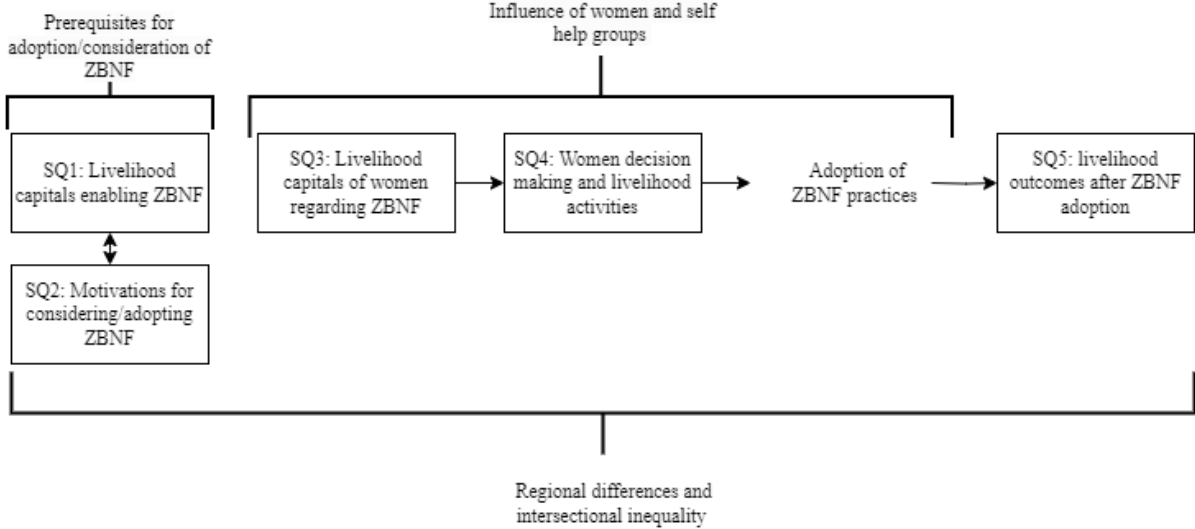 Prerequisites for
adoption/consideration of
ZBNF
Influence of women and self
help groups
SQ1: Livelihood
capitals enabling ZBNF
SQ3: Livelihood
capitals of women
regarding ZBNF
SQ4: Women decision
making and livelihood
activities
Adoption of
ZBNF practices
SQ5: livelihood
outcomes after ZBNF
adoption
SQ2: Motivations for
considering/adopting
ZBNF
Regional differences and
intersectional inequality